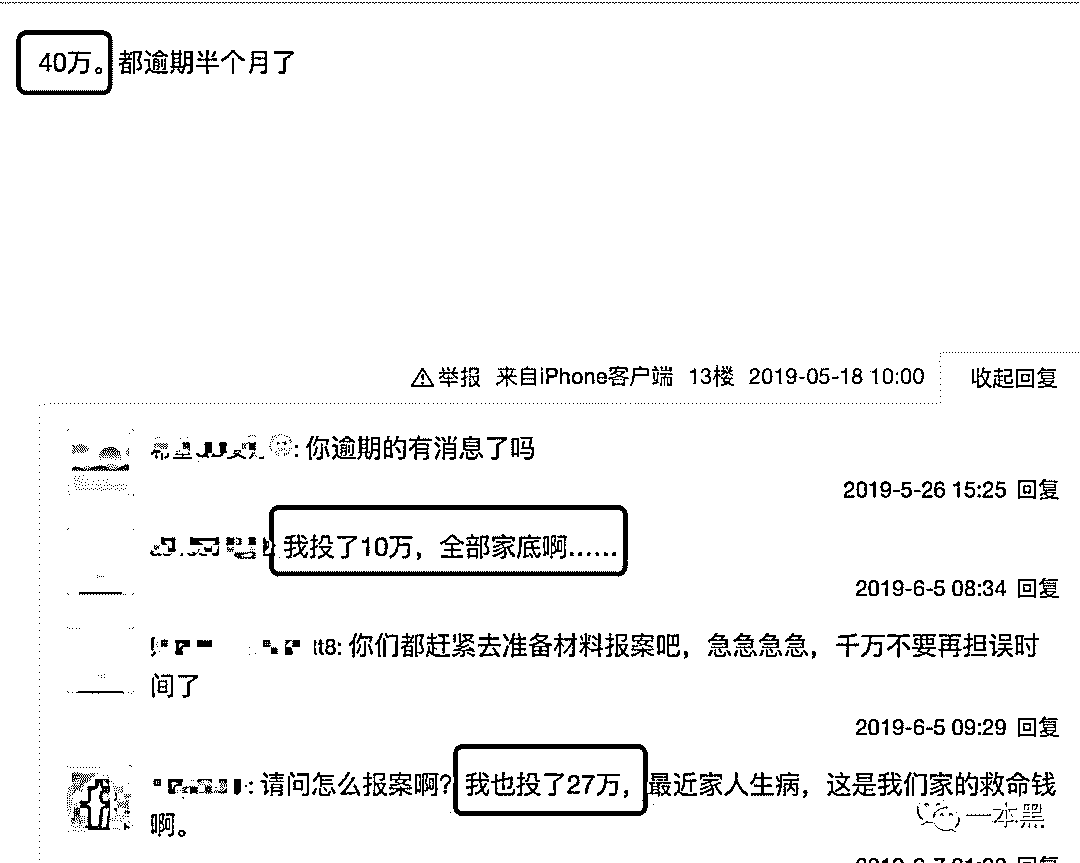 40万。都逾期半个月了
举报 来自iPhone客户端 13楼 2019-05-18 10:00 收起回复
: 你逾期的有消息了吗
2019-5-26 15:25 回复
我投了10万，全部家底啊……
2019-6-5 08:34 回复
tt8: 你们都赶紧去准备材料报案吧，急急急急，千万不要再担误时
间了
2019-6-5 09:29 回复
: 请问怎么报案啊? 我也投了27万，最近家人生病，这是我们家的救命钱
啊。
一本黑